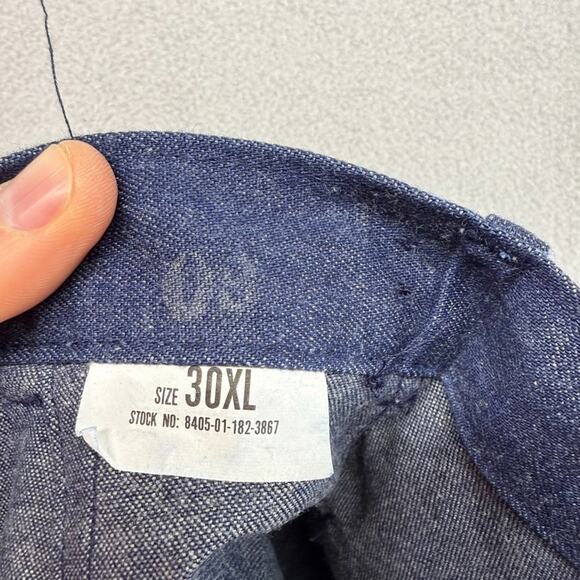 SIZE 30XL
STOCK NO: 8405-01-182-3867